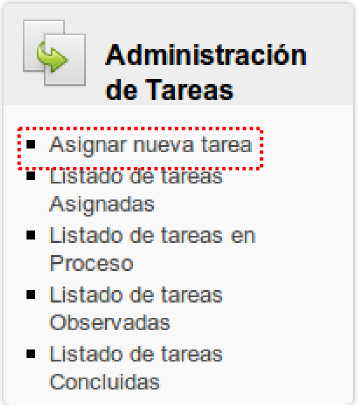 Administración
de Tareas
Asignar nueva tarea
Listado de tareas
Asignadas
Listado de tareas en
Proceso
Listado de tareas
Observadas
Listado de tareas
Concluidas